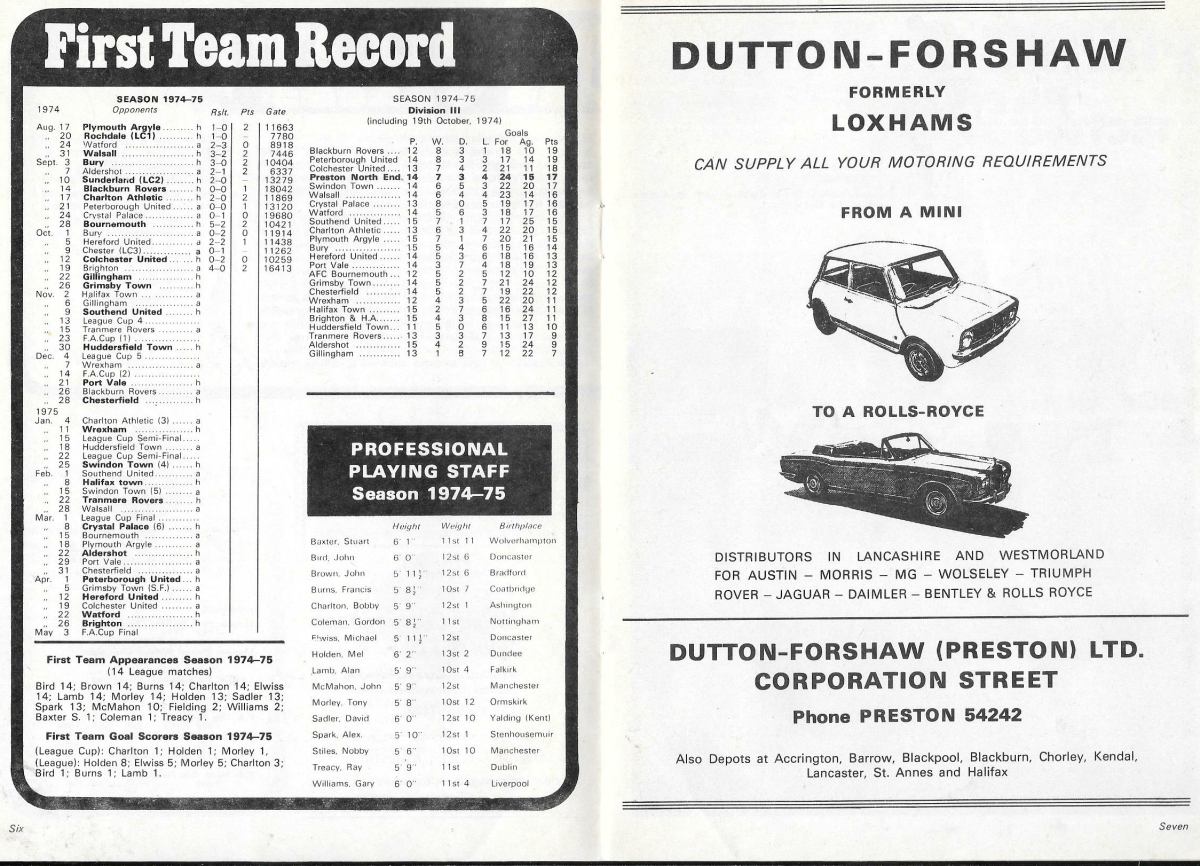 First Team Record
SEASON 1974–75
1974 Opponents Rslt. Pts Gate
Aug. 17 Plymouth Argyle ........ h 1–0 2 11663
,, 20 Rochdale (LC1) ........ h 1–0 – 7780
,, 24 Watford ........ a 2–3 0 8918
,, 31 Walsall ........ h 3–2 2 7446
Sept. 3 Bury ........ h 3–0 2 10404
,, 7 Aldershot ........ a 2–1 2 6337
,, 10 Sunderland (LC2) ........ h 2–0 – 13279
,, 14 Blackburn Rovers ........ h 0–0 1 18042
,, 17 Charlton Athletic ........ h 2–0 2 11869
,, 21 Peterborough United ..... a 0–0 1 13120
,, 24 Crystal Palace ........ a 0–1 0 19680
,, 28 Bournemouth ........ h 5–2 2 10421
Oct. 1 Bury ........ a 0–2 0 11914
,, 5 Hereford United ........ a 2–2 1 11438
,, 9 Chester (LC3) ........ a 0–1 – 11262
,, 12 Colchester United ........ h 0–2 0 10259
,, 19 Brighton ........ a 4–0 2 16413
,, 22 Gillingham ........ h
,, 26 Grimsby Town ........ h
Nov. 2 Halifax Town ........ a
,, 6 Gillingham ........ a
,, 9 Southend United ........ h
,, 13 League Cup 4 ........
,, 15 Tranmere Rovers ........ a
,, 23 F.A.Cup (1) ........
,, 30 Huddersfield Town ........ h
Dec. 4 League Cup 5 ........
,, 7 Wrexham ........ a
,, 14 F.A.Cup (2) ........
,, 21 Port Vale ........ h
,, 26 Blackburn Rovers ........ a
,, 28 Chesterfield ........ h
1975
Jan. 4 Charlton Athletic (3) ..... a
,, 11 Wrexham ........ h
,, 15 League Cup Semi-Final.....
,, 18 Huddersfield Town ........ a
,, 22 League Cup Semi-Final.....
,, 25 Swindon Town (4) ........ h
Feb. 1 Southend United ........ a
,, 8 Halifax town ........ h
,, 15 Swindon Town (5) ........ a
,, 22 Tranmere Rovers ........ h
,, 28 Walsall ........ a
Mar. 1 League Cup Final ........
,, 8 Crystal Palace (6) ...... h
,, 15 Bournemouth ........ a
,, 18 Plymouth Argyle ........ a
,, 22 Aldershot ........ h
,, 29 Port Vale ........ a
,, 31 Chesterfield ........ a
Apr. 1 Peterborough United ... h
,, 5 Grimsby Town (S.F.) ...... a
,, 12 Hereford United ........ h
,, 19 Colchester United ........ a
,, 22 Watford ........ h
,, 26 Brighton ........ h
May 3 F.A.Cup Final
First Team Appearances Season 1974–75
(14 League matches)
Bird 14; Brown 14; Burns 14; Charlton 14; Elwiss
14; Lamb 14; Morley 14; Holden 13; Sadler 13;
Spark 13; McMahon 10; Fielding 2; Williams 2;
Baxter S. 1; Coleman 1; Treacy 1.
First Team Goal Scorers Season 1974–75
(League Cup): Charlton 1; Holden 1; Morley 1,
(League): Holden 8; Elwiss 5; Morley 5; Charlton 3;
Bird 1; Burns 1; Lamb 1.
SEASON 1974–75
Division III
(including 19th October, 1974)
Goals
P. W. D. L. For Ag. Pts
Blackburn Rovers .... 12 8 3 1 18 10 19
Peterborough United 14 8 3 3 17 14 19
Colchester United ... 13 7 4 2 21 11 18
Preston North End. 14 7 3 4 24 15 17
Swindon Town ...... 14 6 5 3 22 20 17
Walsall ........ 14 6 4 4 23 14 16
Crystal Palace ...... 13 8 0 5 19 17 16
Watford ........ 14 5 6 3 18 17 16
Southend United..... 15 7 1 7 17 25 15
Charlton Athletic .... 13 6 3 4 22 20 15
Plymouth Argyle ..... 15 7 1 7 20 21 15
Bury ........ 15 5 4 6 15 16 14
Hereford United ..... 14 5 3 6 18 16 13
Port Vale ........ 14 3 7 4 18 19 13
AFC Bournemouth ... 12 5 2 5 12 10 12
Grimsby Town ...... 14 5 2 7 21 24 12
Chesterfield ........ 14 5 2 7 19 22 12
Wrexham ........ 12 4 3 5 22 20 11
Halifax Town ........ 15 2 7 6 16 24 11
Brighton & H.A...... 15 4 3 8 15 27 11
Huddersfield Town... 11 5 0 6 11 13 10
Tranmere Rovers..... 13 3 3 7 13 17 9
Aldershot ........ 15 4 2 9 15 24 9
Gillingham ........ 13 1 5 7 12 22 7
PROFESSIONAL
PLAYING STAFF
Season 1974–75
Height Weight Birthplace
Baxter, Stuart 6' 1" 11st 11 Wolverhampton
Bird, John 6' 0" 12st 6 Doncaster
Brown, John 5' 11½" 12st 6 Bradford
Burns, Francis 5' 8½" 10st 7 Coatbridge
Charlton, Bobby 5' 9" 12st 1 Ashington
Coleman, Gordon 5' 8½" 11st Nottingham
Elwiss, Michael 5' 11½" 12st Doncaster
Holden, Mel 6' 2" 13st 2 Dundee
Lamb, Alan 5' 9" 10st 4 Falkirk
McMahon, John 5' 9" 12st Manchester
Morley, Tony 5' 8" 10st 12 Ormskirk
Sadler, David 6' 0" 12st 10 Yalding (Kent)
Spark, Alex. 5' 10" 12st 1 Stenhousemuir
Stiles, Nobby 5' 6" 10st 10 Manchester
Treacy, Ray 5' 9" 11st Dublin
Williams, Gary 6' 0" 11st 4 Liverpool
Six
DUTTON–FORSHAW
FORMERLY
LOXHAMS
CAN SUPPLY ALL YOUR MOTORING REQUIREMENTS
FROM A MINI
TO A ROLLS-ROYCE
DISTRIBUTORS IN LANCASHIRE AND WESTMORLAND
FOR AUSTIN – MORRIS – MG – WOLSELEY – TRIUMPH
ROVER – JAGUAR – DAIMLER – BENTLEY & ROLLS ROYCE
DUTTON–FORSHAW (PRESTON) LTD.
CORPORATION STREET
Phone PRESTON 54242
Also Depots at Accrington, Barrow, Blackpool, Blackburn, Chorley, Kendal,
Lancaster, St. Annes and Halifax
Seven